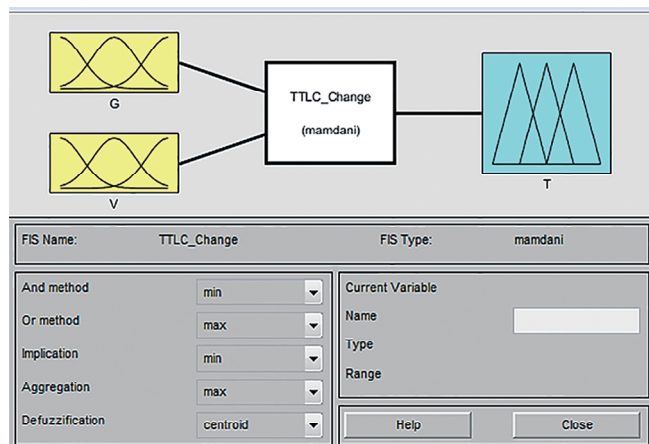 G
V
TTLC_Change
(mamdani)
T
FIS Name: TTLC_Change FIS Type: mamdani
And method min
Or method max
Implication min
Aggregation max
Defuzzification centroid
Current Variable
Name
Type
Range
Help Close